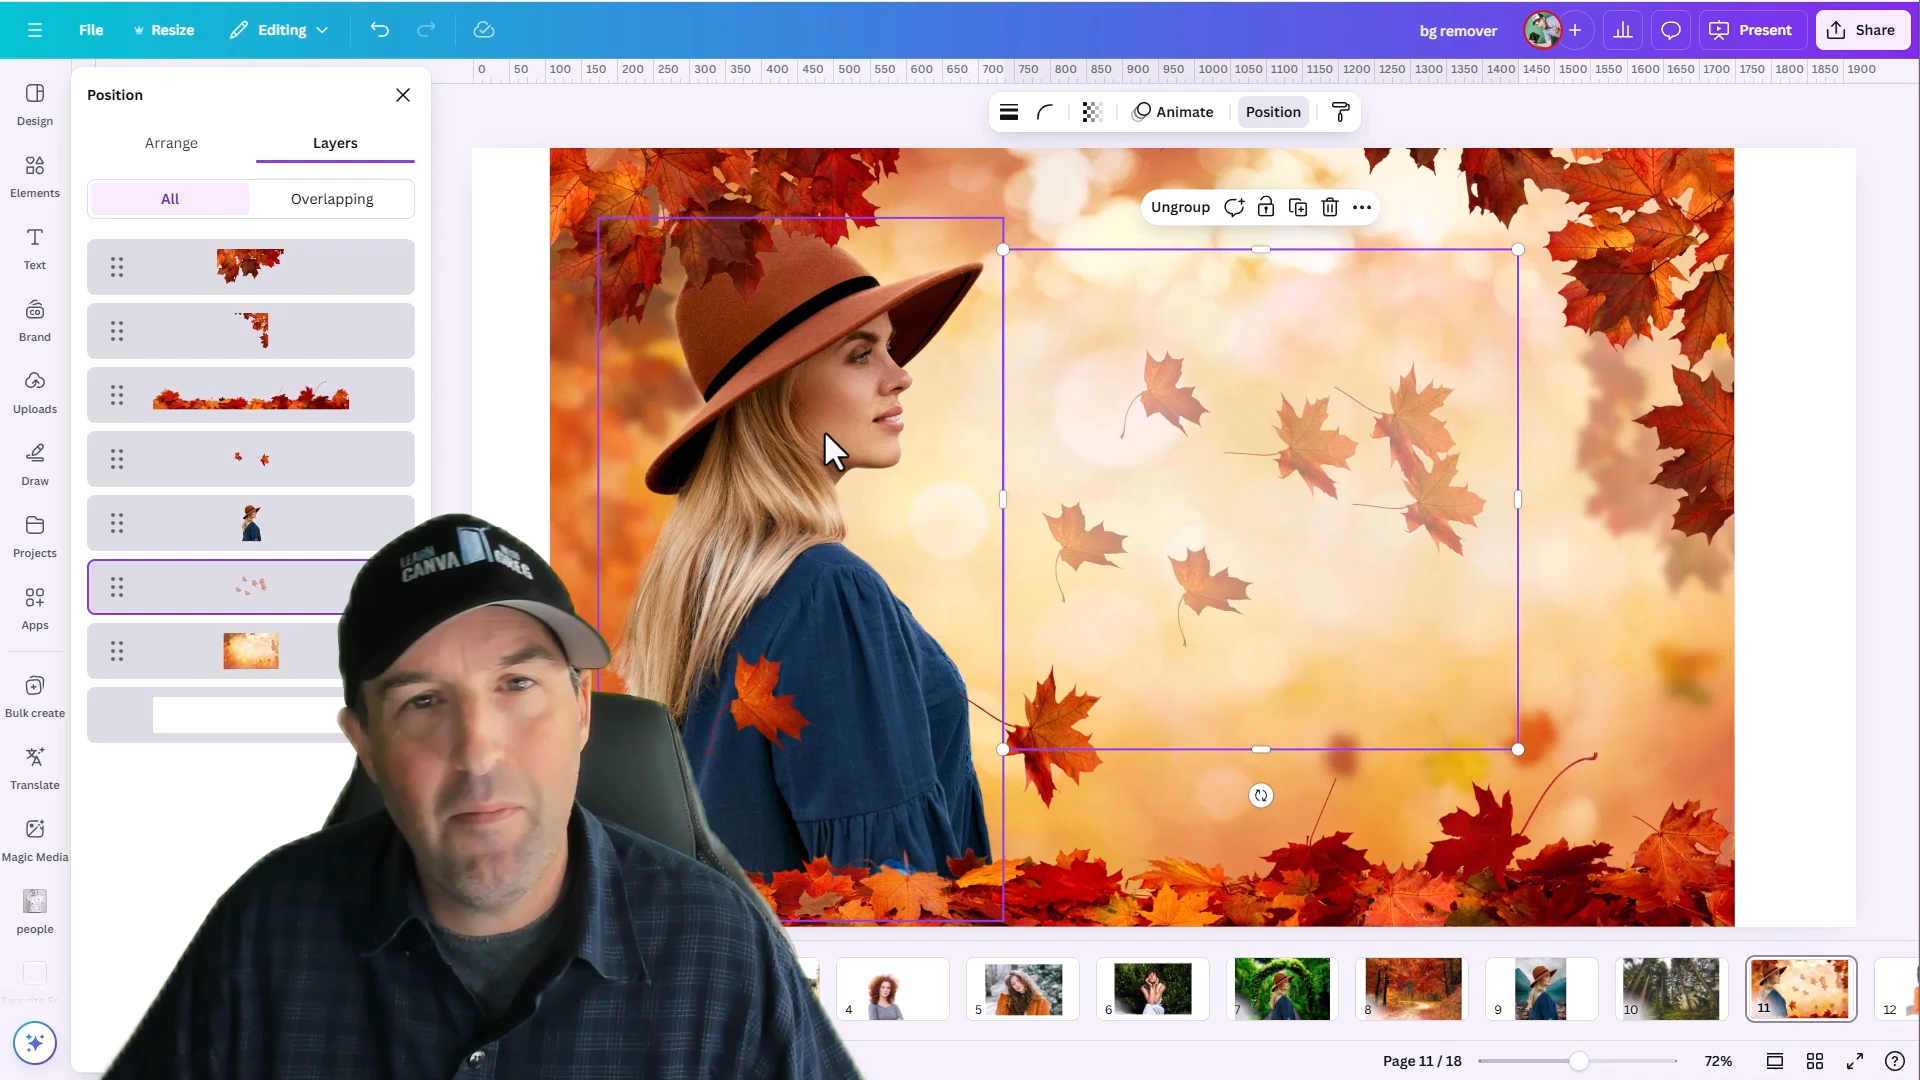 File
Resize
Editing
bg remover
Present
Share
0 50 100 150 200 250 300 350 400 450 500 550 600 650 700 750 800 850 900 950 1000 1050 1100 1150 1200 1250 1300 1350 1400 1450 1500 1550 1600 1650 1700 1750 1800 1850 1900
Position
Arrange
Layers
All
Overlapping
Animate
Position
Ungroup
Design
Elements
Text
Brand
Uploads
Draw
Projects
Apps
Bulk create
Translate
Magic Media
people
CO
LEARN
CANVA
4
5
6
7
8
9
10
11
12
Page 11 / 18
72%